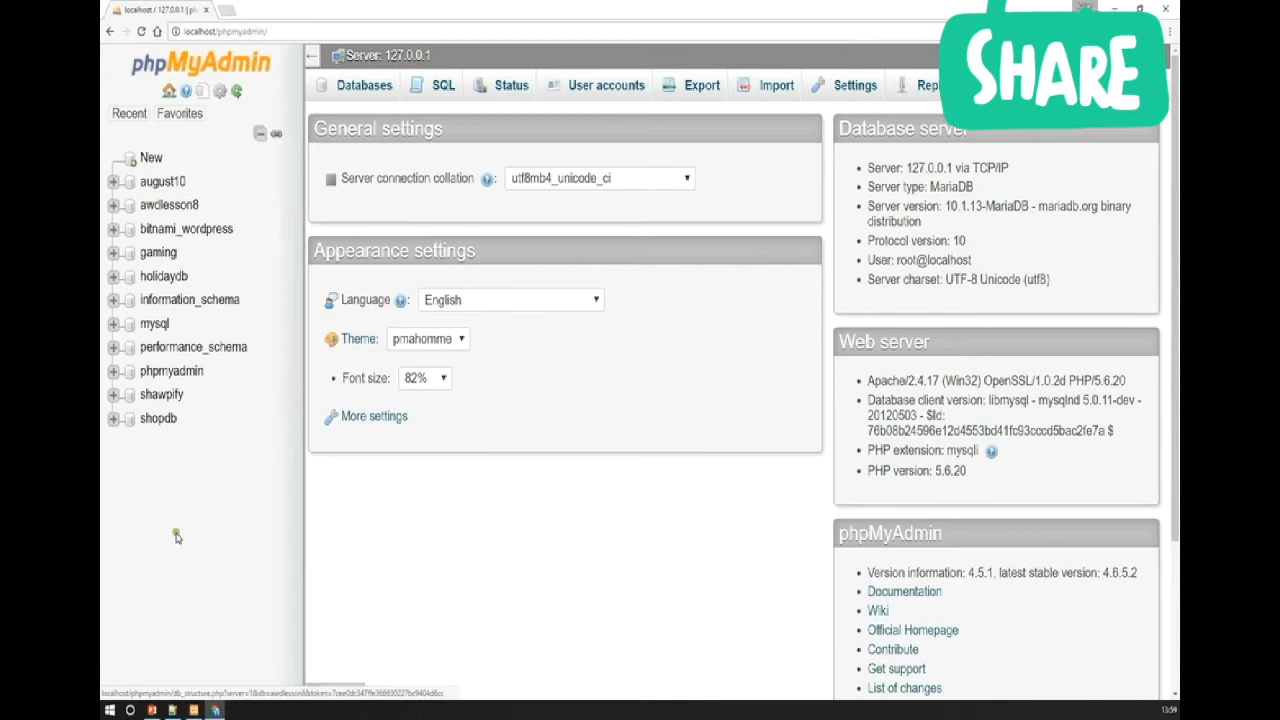 localhost / 127.0.0.1 | ph
localhost/phpmyadmin/
SHARE
phpMyAdmin
Recent Favorites
New
august10
awdlesson8
bitnami_wordpress
gaming
holidaydb
information_schema
mysql
performance_schema
phpmyadmin
shawpify
shopdb
Server: 127.0.0.1
Databases SQL Status User accounts Export Import Settings Rep
General settings
Server connection collation : utf8mb4_unicode_ci
Appearance settings
Language : English
Theme: pmahomme
• Font size: 82%
More settings
Database server
• Server: 127.0.0.1 via TCP/IP
• Server type: MariaDB
• Server version: 10.1.13-MariaDB - mariadb.org binary
distribution
• Protocol version: 10
• User: root@localhost
• Server charset: UTF-8 Unicode (utf8)
Web server
• Apache/2.4.17 (Win32) OpenSSL/1.0.2d PHP/5.6.20
• Database client version: libmysql - mysqlnd 5.0.11-dev -
20120503 - $Id:
76b08b24596e12d4553bd41fc93cccd5bac2fe7a $
• PHP extension: mysqli
• PHP version: 5.6.20
phpMyAdmin
• Version information: 4.5.1, latest stable version: 4.6.5.2
• Documentation
• Wiki
• Official Homepage
• Contribute
• Get support
• List of changes
13:59